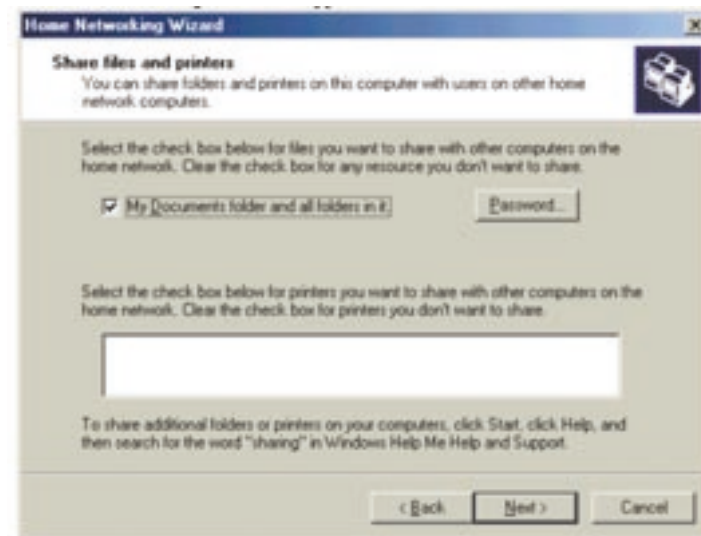 Home Networking Wizard
Share files and printers
You can share folders and printers on this computer with users on other home
network computers.
Select the check box below for files you want to share with other computers on the
home network. Clear the check box for any resource you don't want to share.
My Documents folder and all folders in it.
Password...
Select the check box below for printers you want to share with other computers on the
home network. Clear the check box for printers you don't want to share.
To share additional folders or printers on your computers, click Start, click Help, and
then search for the word "sharing" in Windows Help Me Help and Support.
< Back
Next >
Cancel